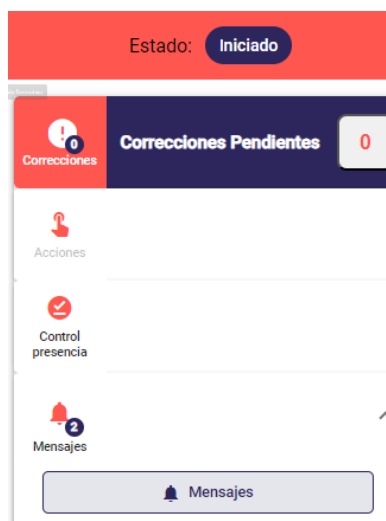 Estado: Iniciado
0
Correcciones
Correcciones Pendientes 0
Acciones
Control
presencia
2
Mensajes
Mensajes